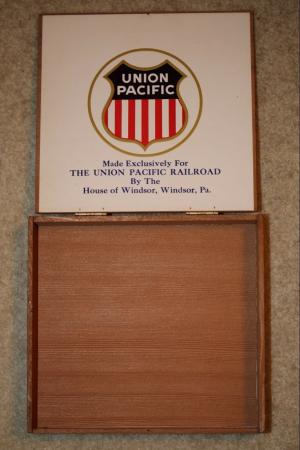 UNION
PACIFIC
Made Exclusively For
THE UNION PACIFIC RAILROAD
By The
House of Windsor, Windsor, Pa.